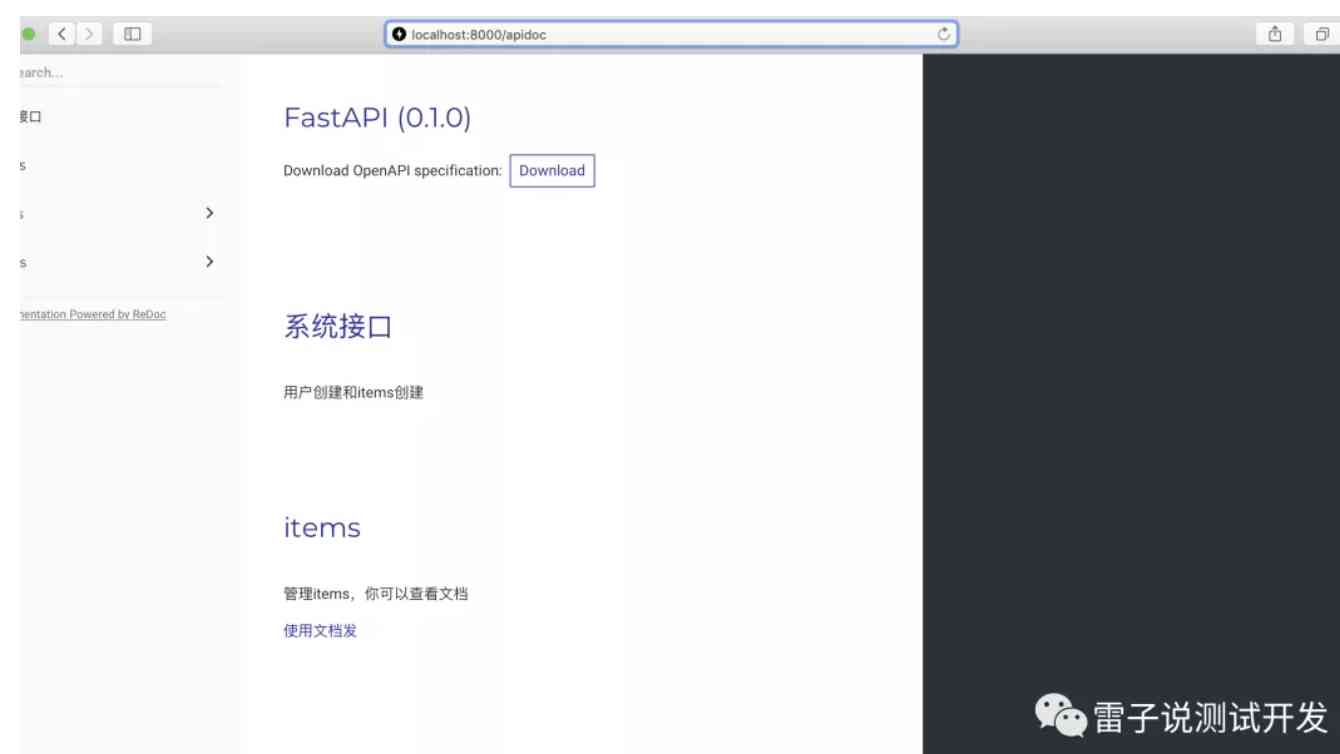 localhost:8000/apidoc
earch...
接口
s
s
s
mentation Powered by ReDoc
FastAPI (0.1.0)
Download OpenAPI specification: Download
系统接口
用户创建和items创建
items
管理items，你可以查看文档
使用文档发
雷子说测试开发